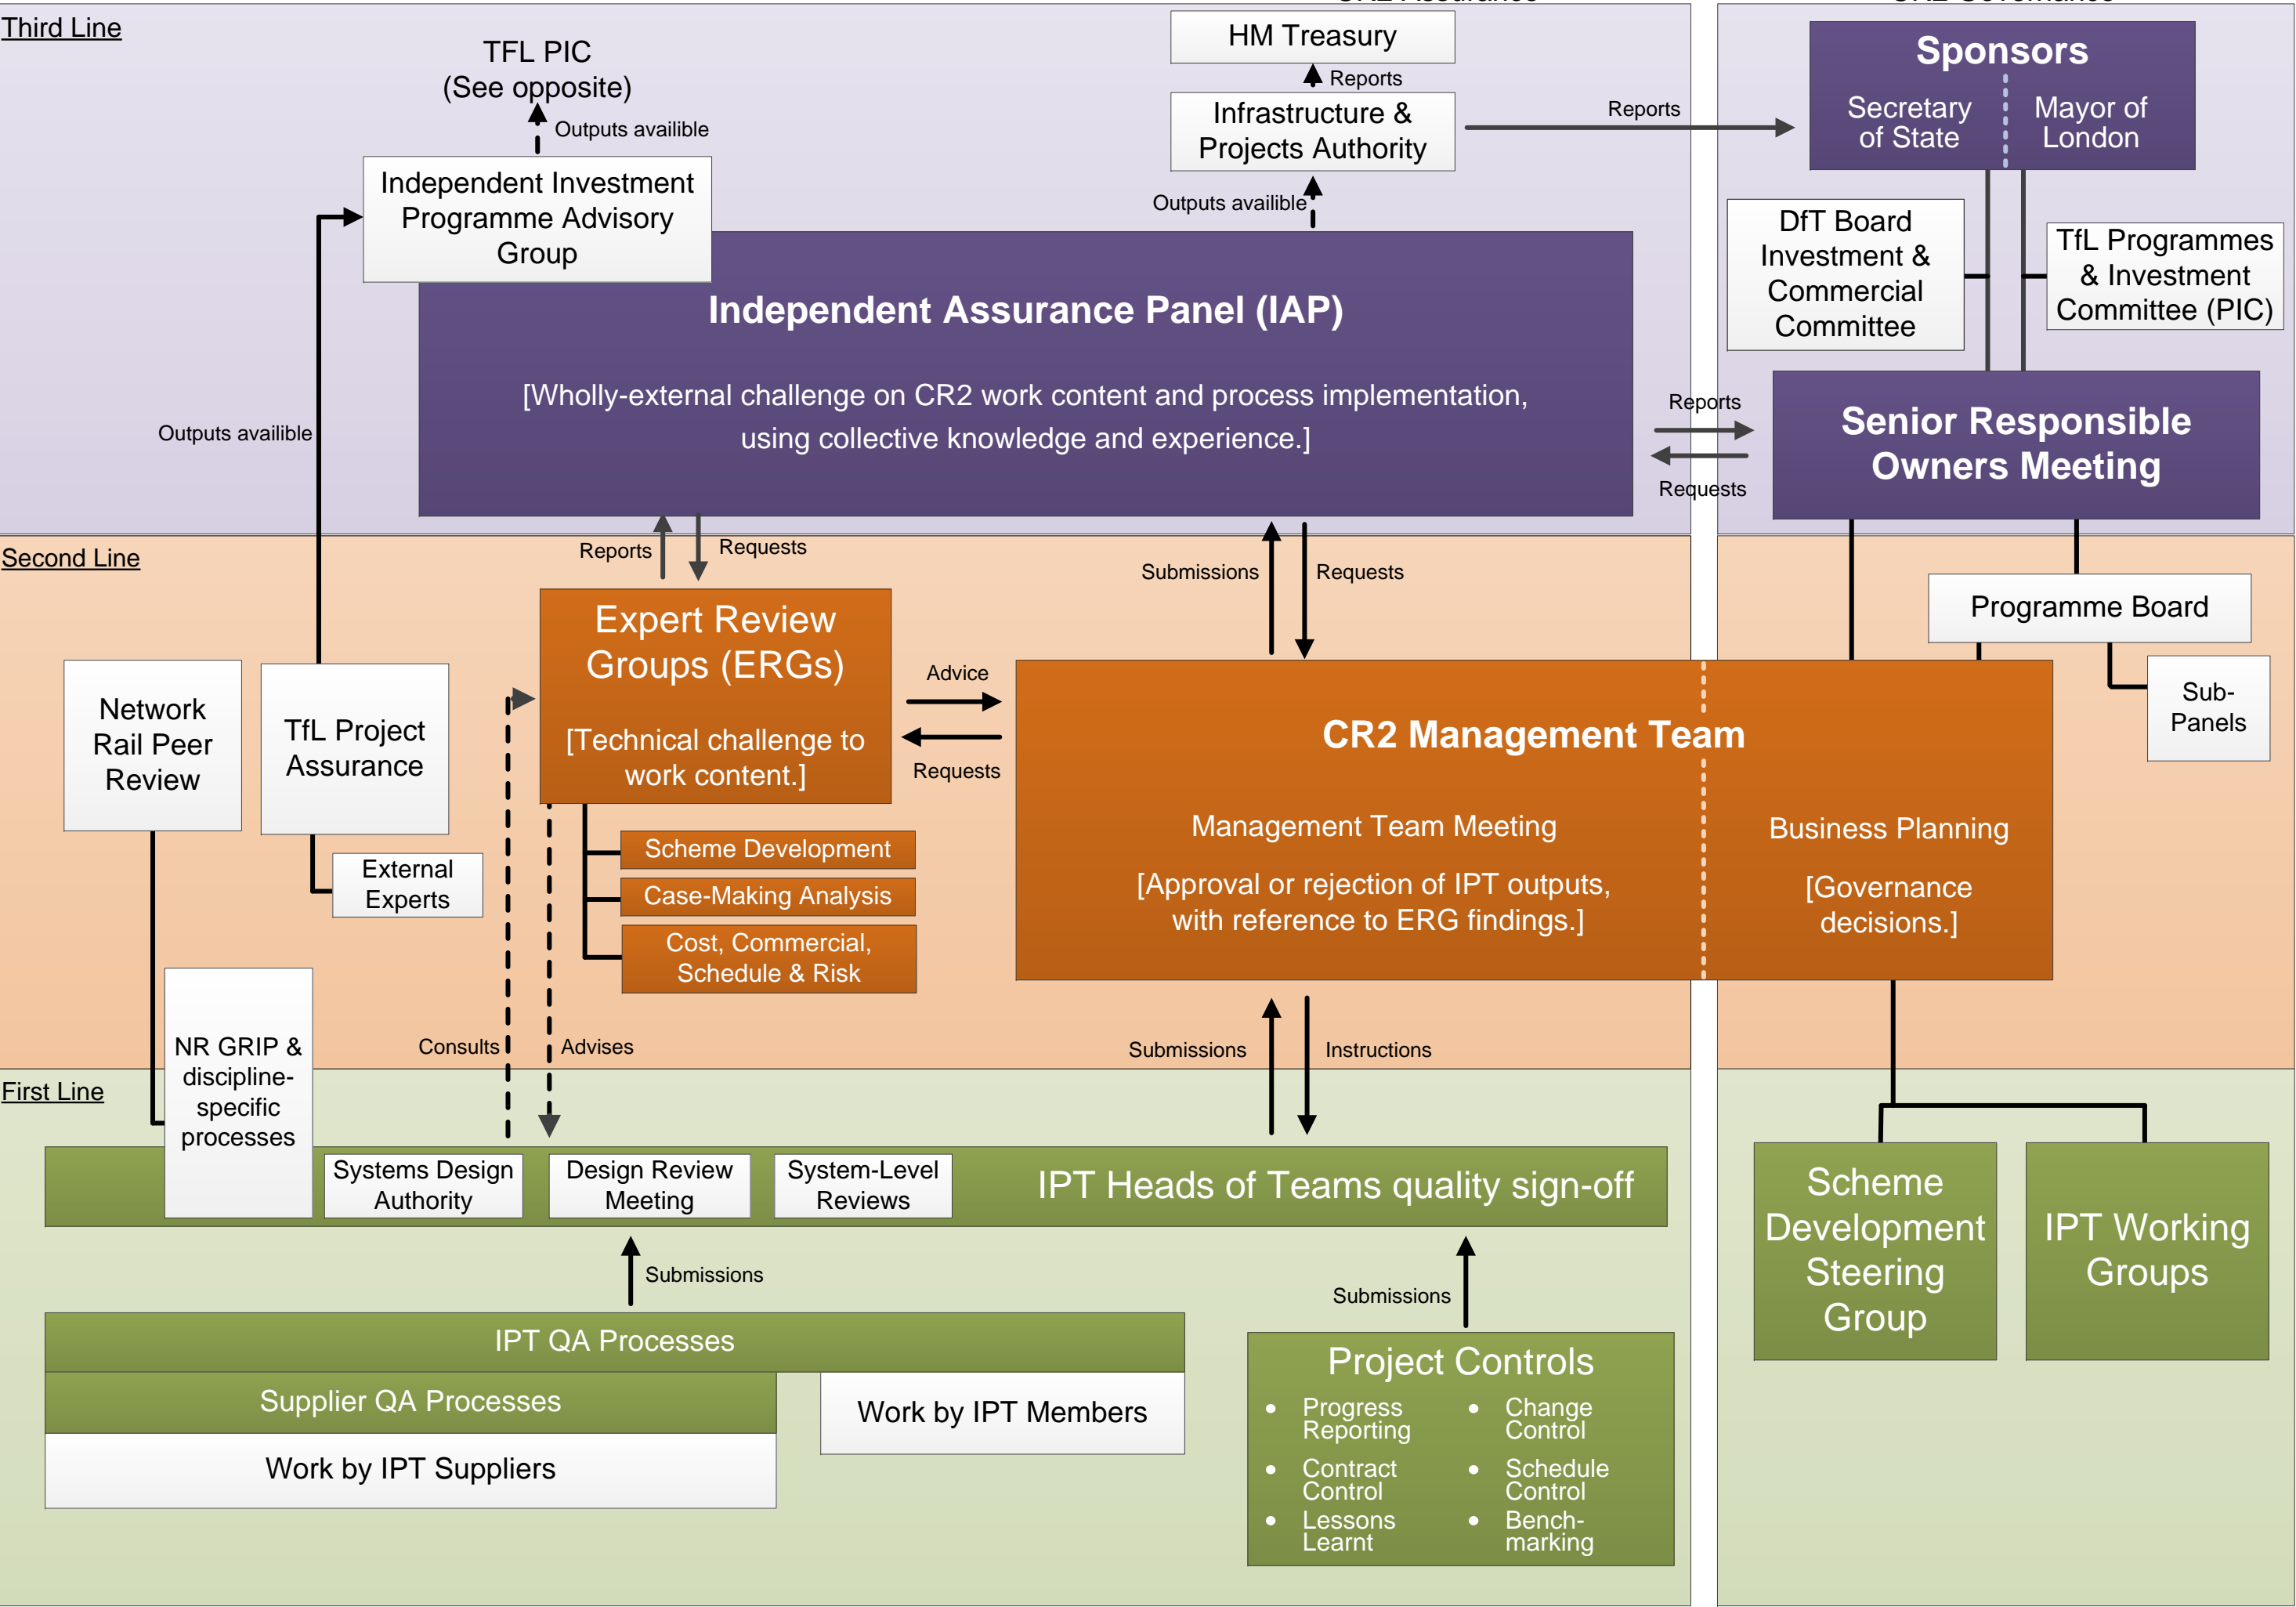 Third Line
TFL PIC
(See opposite)
Outputs availible
Independent Investment
Programme Advisory
Group
HM Treasury
Reports
Infrastructure &
Projects Authority
Outputs availible
Reports
Sponsors
Secretary
of State
Mayor of
London
DfT Board
Investment &
Commercial
Committee
TfL Programmes
& Investment
Committee (PIC)
Independent Assurance Panel (IAP)
[Wholly-external challenge on CR2 work content and process implementation,
using collective knowledge and experience.]
Outputs availible
Reports
Requests
Senior Responsible
Owners Meeting
Second Line
Reports
Requests
Submissions
Requests
Programme Board
Sub-
Panels
Network
Rail Peer
Review
TfL Project
Assurance
External
Experts
Expert Review
Groups (ERGs)
[Technical challenge to
work content.]
Scheme Development
Case-Making Analysis
Cost, Commercial,
Schedule & Risk
Advice
Requests
CR2 Management Team
Management Team Meeting
[Approval or rejection of IPT outputs,
with reference to ERG findings.]
Business Planning
[Governance
decisions.]
NR GRIP &
discipline-
specific
processes
Consults
Advises
Submissions
Instructions
First Line
Systems Design
Authority
Design Review
Meeting
System-Level
Reviews
IPT Heads of Teams quality sign-off
Submissions
Submissions
IPT QA Processes
Supplier QA Processes
Work by IPT Suppliers
Work by IPT Members
Project Controls
• Progress
Reporting
• Contract
Control
• Lessons
Learnt
• Change
Control
• Schedule
Control
• Bench-
marking
Scheme
Development
Steering
Group
IPT Working
Groups